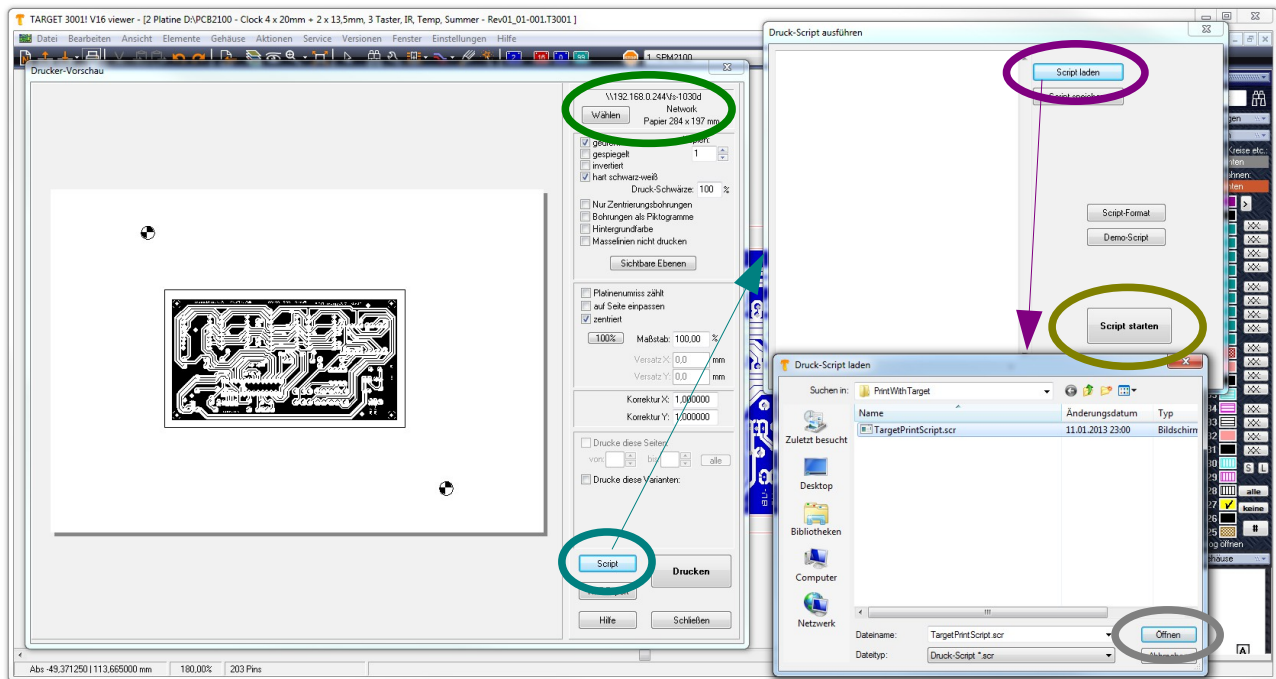 TARGET 3001! V16 viewer - [2 Platine D:\PCB2100 - Clock 4 x 20mm + 2 x 13,5mm, 3 Taster, IR, Temp, Summer - Rev01_01-001.T3001 ]
Datei Bearbeiten Ansicht Elemente Gehäuse Aktionen Service Versionen Fenster Einstellungen Hilfe
1 SPM2100
Drucker-Vorschau
\\192.168.0.244\fs-1030d
Network
Wählen
Papier 284 x 197 mm
gespiegelt
1
invertiert
hart schwarz-weiß
Druck-Schwärze: 100 %
Nur Zentrierungsbohrungen
Bohrungen als Piktogramme
Hintergrundfarbe
Masselinien nicht drucken
Sichtbare Ebenen
Platinenumriss zählt
auf Seite einpassen
zentriert
100% Maßstab: 100,00 %
Versatz X: 0,0 mm
Versatz Y: 0,0 mm
Korrektur X: 1,000000
Korrektur Y: 1,000000
Drucke diese Seiten:
von: bis: alle
Drucke diese Varianten:
Script
Drucken
Hilfe Schließen
Abs -49,371250 | 113,665000 mm 180,00% 203 Pins
Druck-Script ausführen
Script laden
Script speichern
Script-Format
Demo-Script
Script starten
Druck-Script laden
Suchen in: PrintWithTarget
Name Änderungsdatum Typ
TargetPrintScript.scr 11.01.2013 23:00 Bildschirm
Zuletzt besucht
Desktop
Bibliotheken
Computer
Netzwerk
Dateiname: TargetPrintScript.scr Öffnen
Dateityp: Druck-Script *.scr
Kreise etc.:
S L
alle
keine
#
A